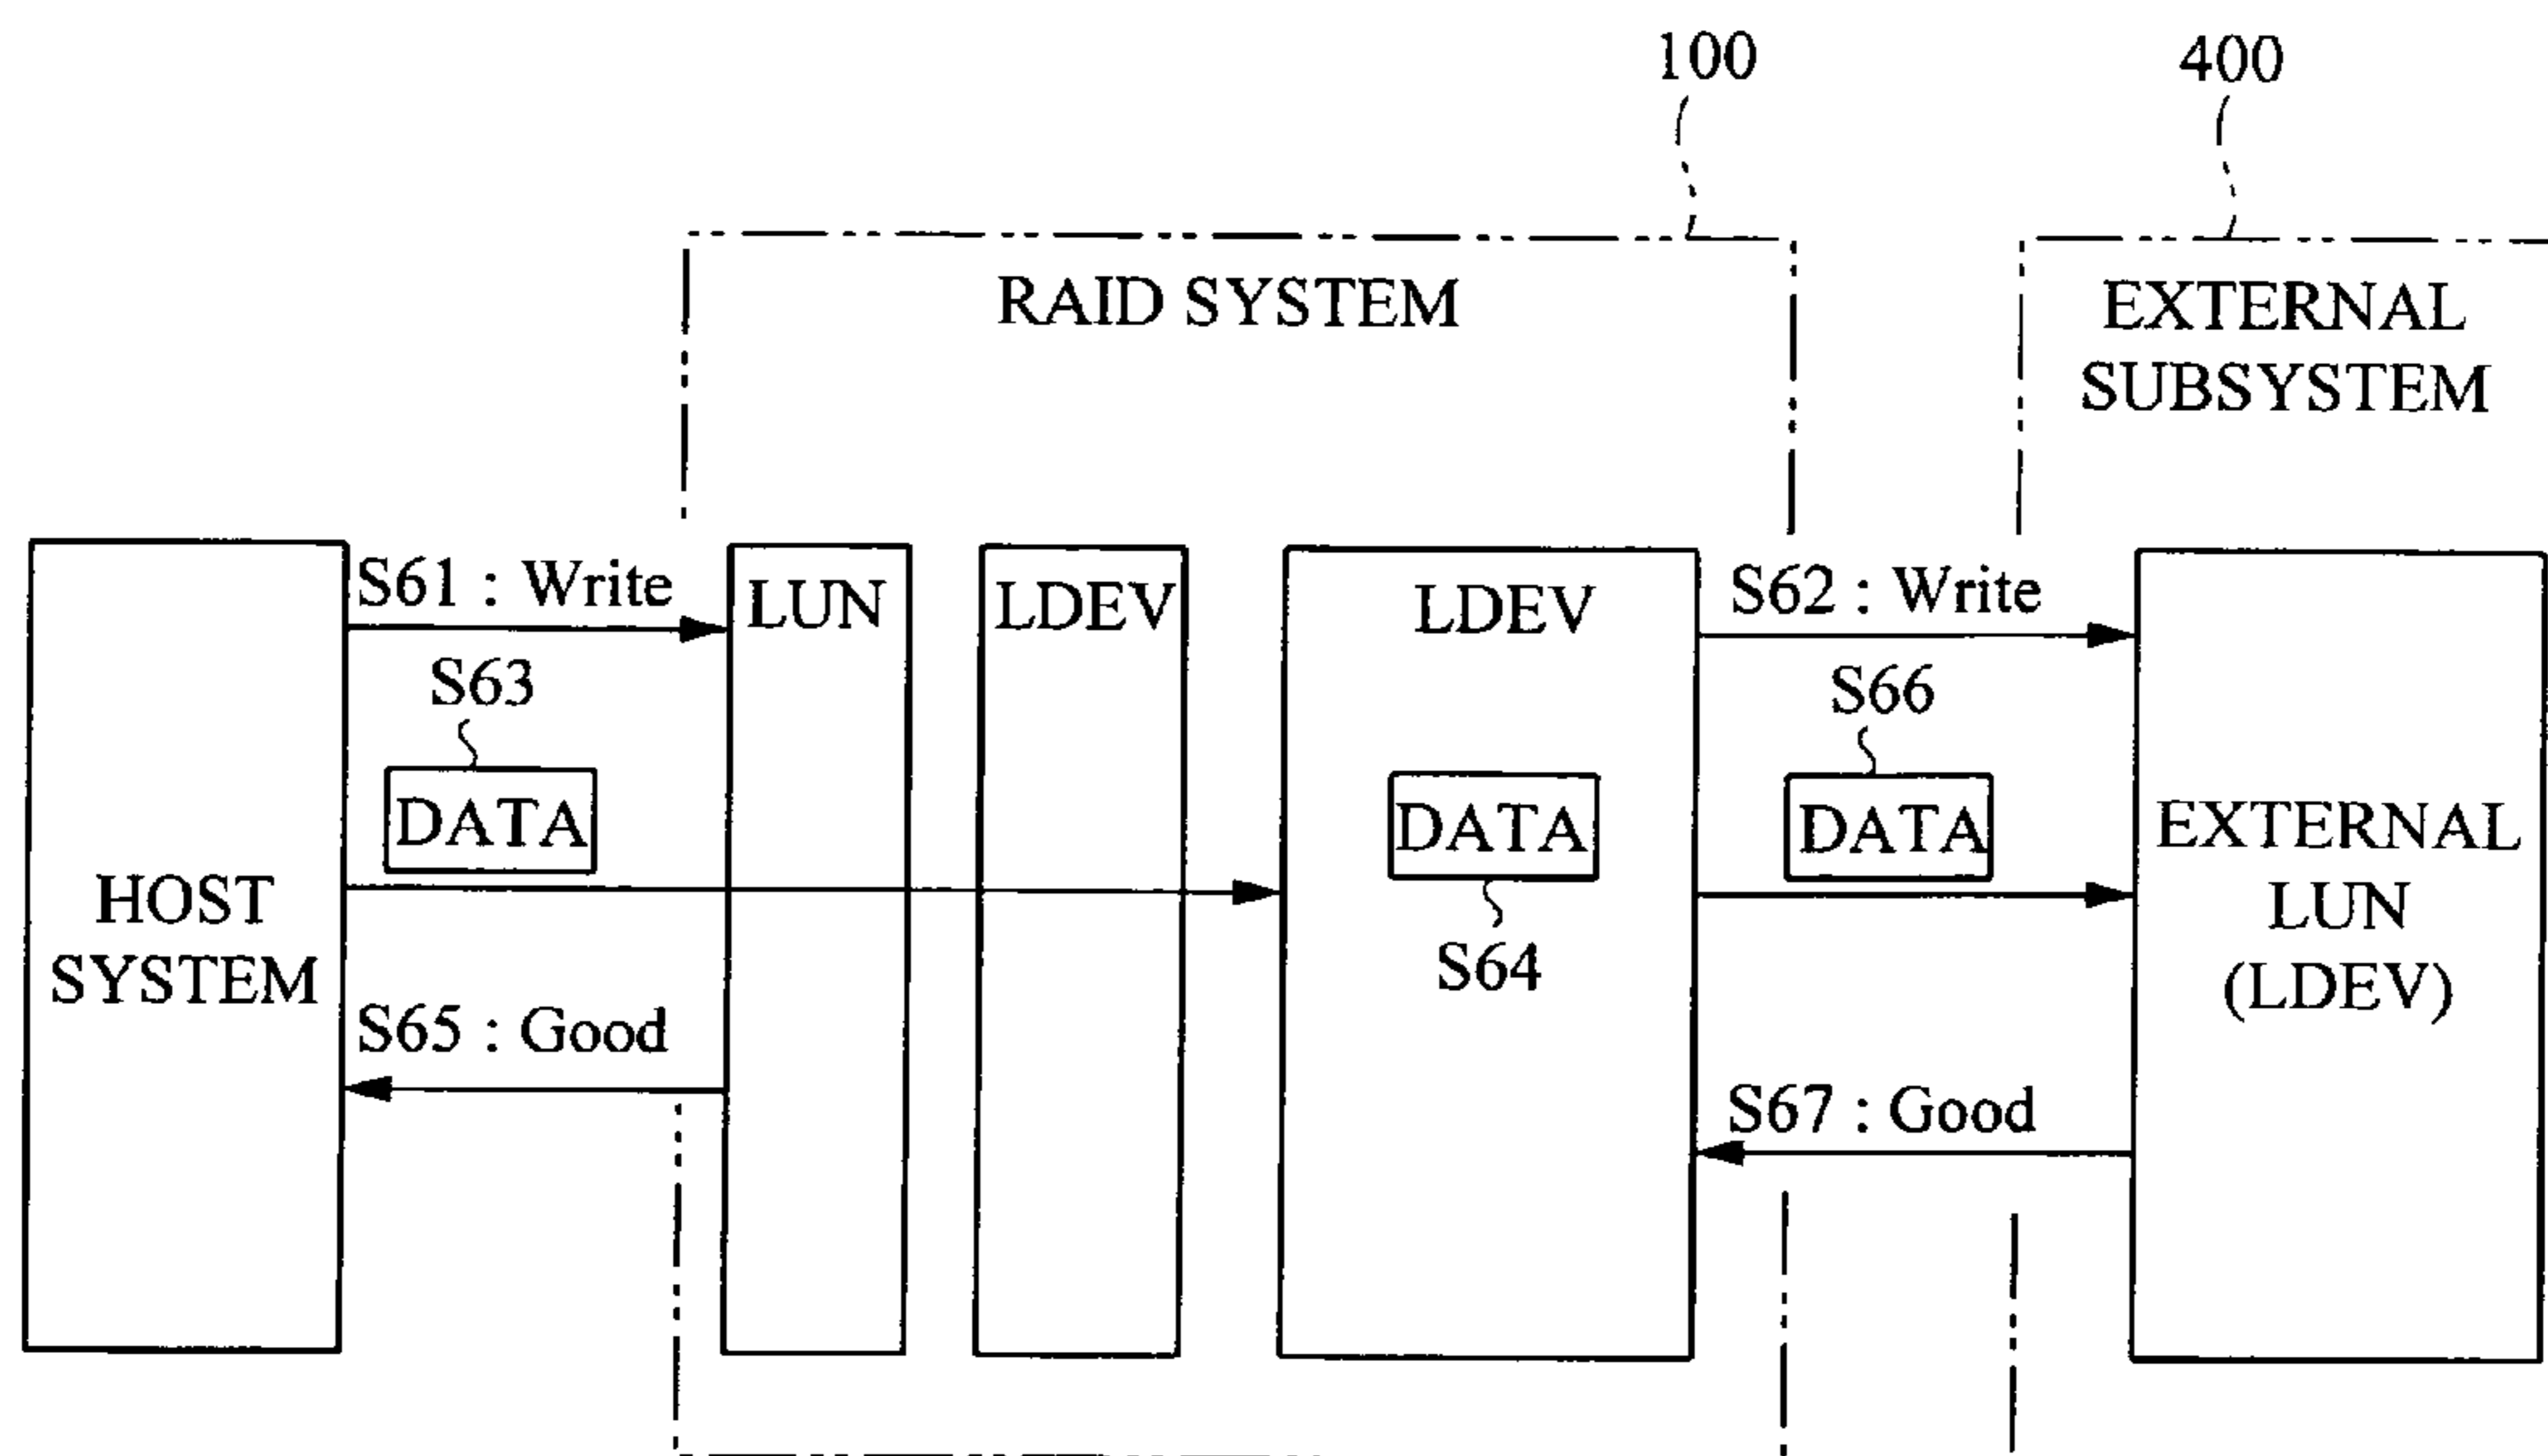 100
400
RAID SYSTEM
EXTERNAL
SUBSYSTEM
S61 : Write
LUN
LDEV
LDEV
S62 : Write
S63
S66
DATA
DATA
DATA
EXTERNAL
LUN
(LDEV)
HOST
SYSTEM
S64
S65 : Good
S67 : Good